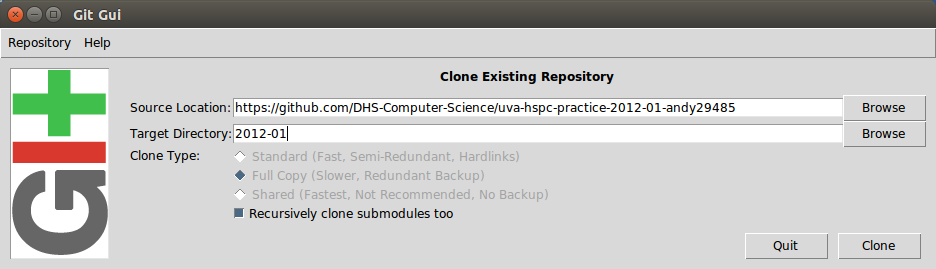 Git Gui
Repository Help
Clone Existing Repository
Source Location: https://github.com/DHS-Computer-Science/uva-hspc-practice-2012-01-andy29485 Browse
Target Directory: 2012-01 Browse
Clone Type: Standard (Fast, Semi-Redundant, Hardlinks)
Full Copy (Slower, Redundant Backup)
Shared (Fastest, Not Recommended, No Backup)
Recursively clone submodules too
Quit Clone
Git